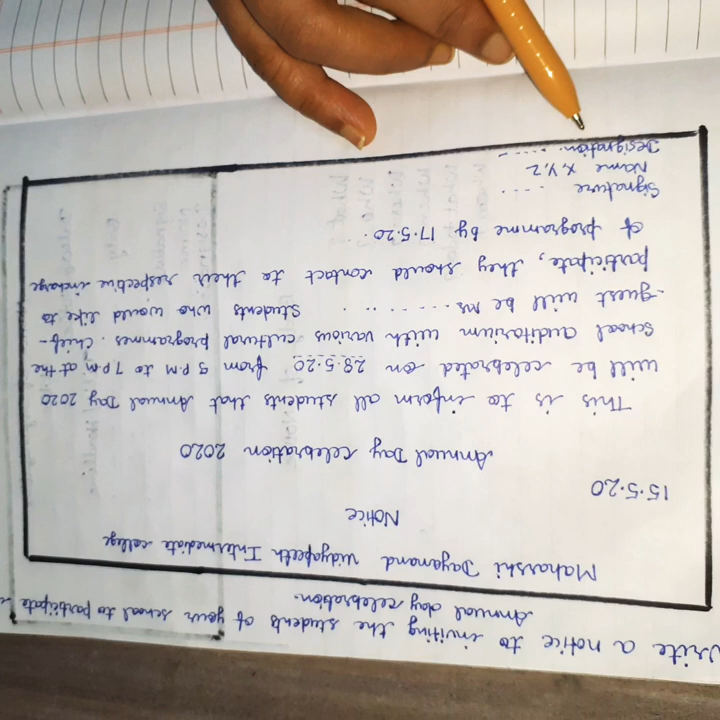 Write a notice to inviting the students of your school to participate
Annual day celebration.
Maharshi Dayanand Vidyapeeth Intermediate college
Notice
15.5.20
Annual Day celebration 2020
This is to inform all students that Annual Day 2020
will be celebrated on 28.5.20 from 5 P.M to 7 P.M at the
school auditorium with various cultural programmes. Chief-
guest will be Ms ........ Students who would like to
participate, they should contact to their respective incharge
of programme by 17.5.20.
Signature ....
Name X.Y.Z
Designation .....